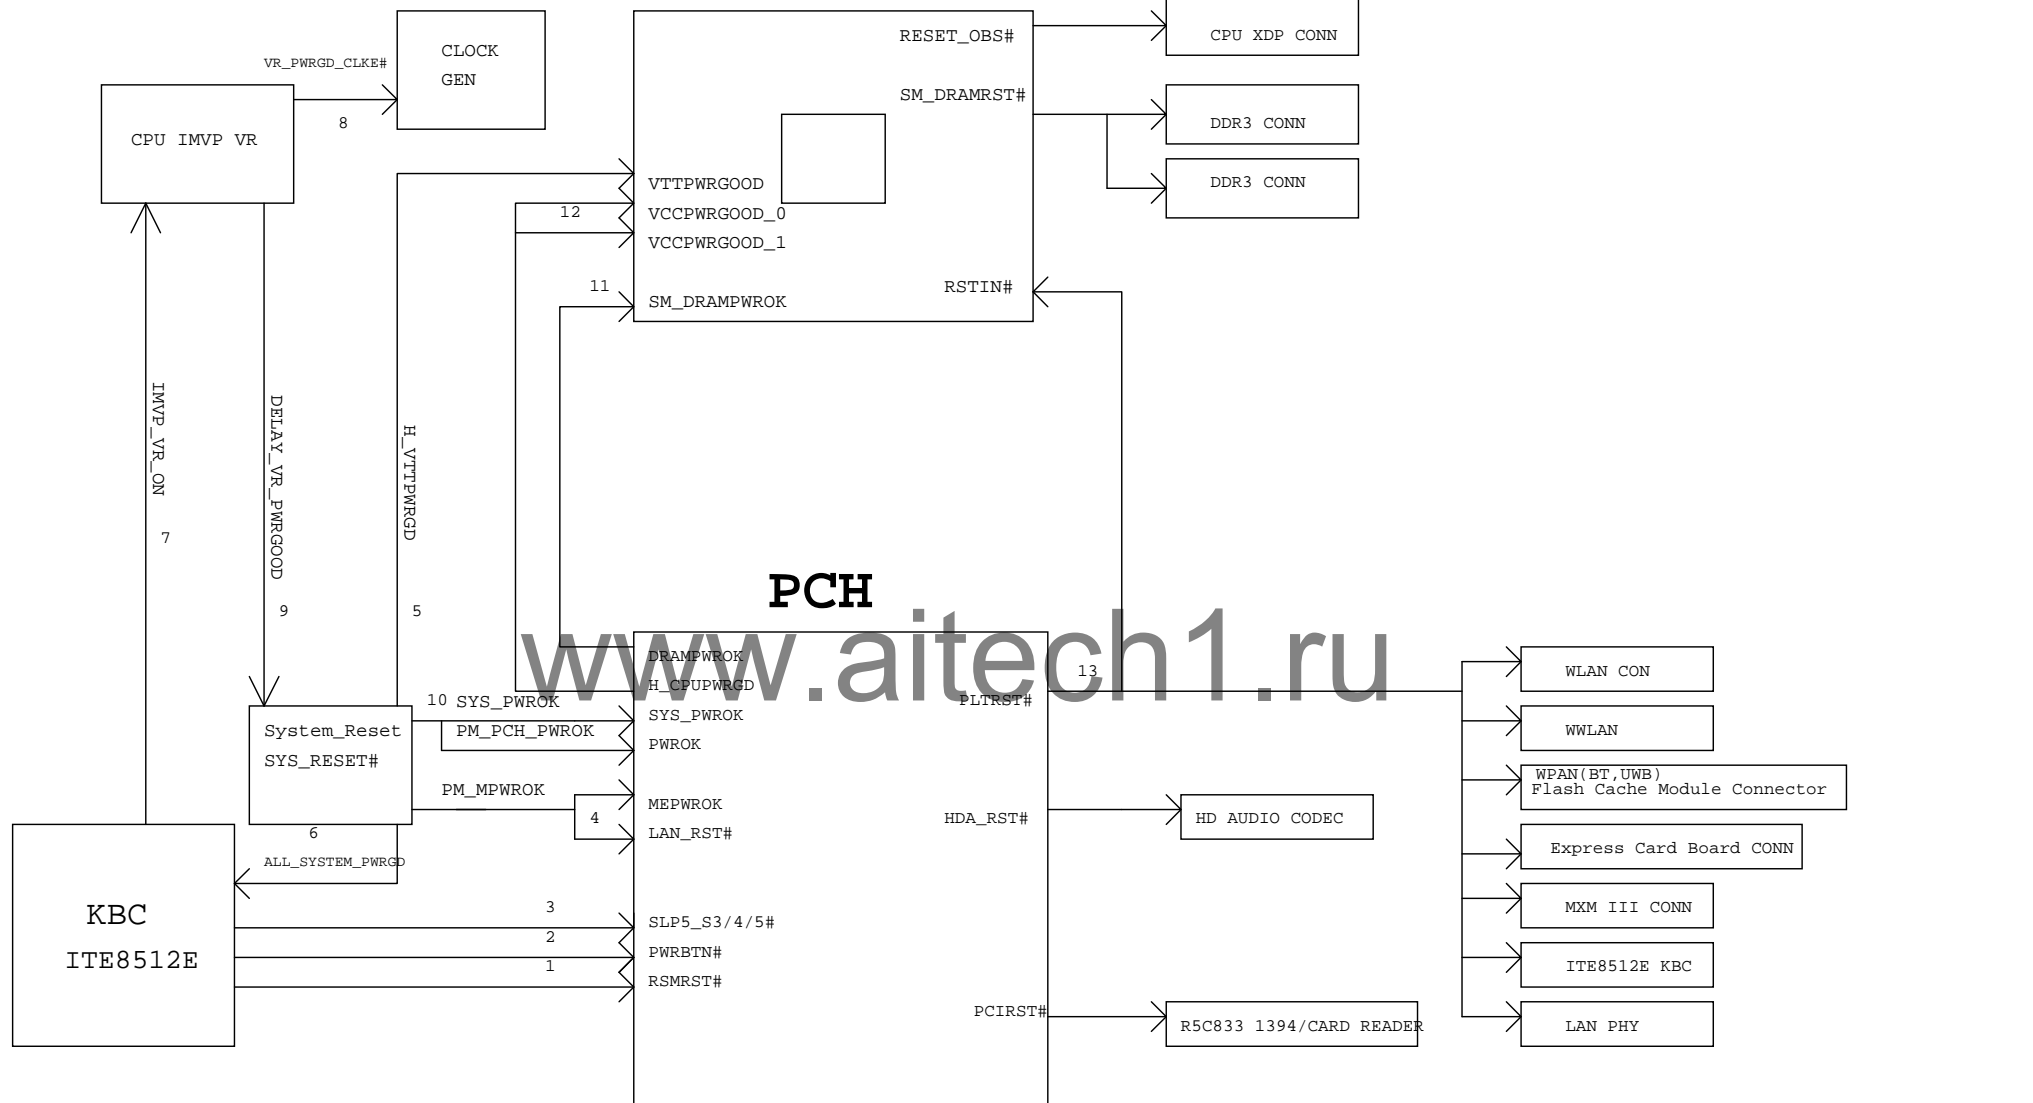 RESET_OBS#
CPU XDP CONN
CLOCK
GEN
VR_PWRGD_CLKE#
8
SM_DRAMRST#
DDR3 CONN
DDR3 CONN
CPU IMVP VR
VTTPWRGOOD
12
VCCPWRGOOD_0
VCCPWRGOOD_1
11
SM_DRAMPWROK
RSTIN#
IMVP_VR_ON
7
DELAY_VR_PWRGOOD
9
H_VTTPWRGD
5
PCH
www.aitech1.ru
DRAMPWROK
H_CPUPWRGD
10
SYS_PWROK
SYS_PWROK
PM_PCH_PWROK
PWROK
13
PLTRST#
System_Reset
SYS_RESET#
PM_MPWROK
4
MEPWROK
LAN_RST#
HDA_RST#
HD AUDIO CODEC
6
ALL_SYSTEM_PWRGD
KBC
ITE8512E
3
SLP5_S3/4/5#
2
PWRBTN#
1
RSMRST#
PCIRST#
R5C833 1394/CARD READER
WLAN CON
WWLAN
WPAN(BT,UWB)
Flash Cache Module Connector
Express Card Board CONN
MXM III CONN
ITE8512E KBC
LAN PHY